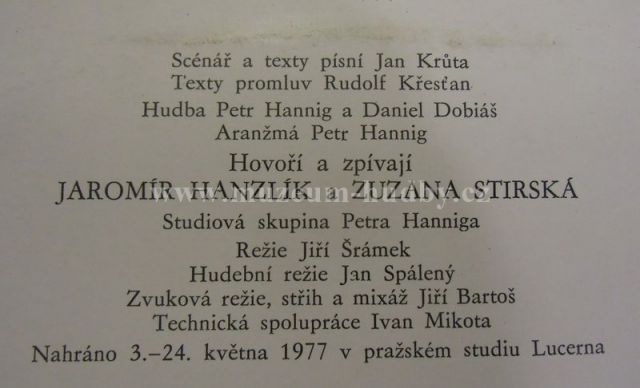 Scénář a texty písní Jan Krůta
Texty promluv Rudolf Křesťan
Hudba Petr Hannig a Daniel Dobiáš
Aranžmá Petr Hannig
Hovoří a zpívají
JAROMÍR HANZLÍK a ZUZANA STIRSKÁ
Studiová skupina Petra Hanniga
Režie Jiří Šrámek
Hudební režie Jan Spálený
Zvuková režie, střih a mixáž Jiří Bartoš
Technická spolupráce Ivan Mikota
Nahráno 3.–24. května 1977 v pražském studiu Lucerna